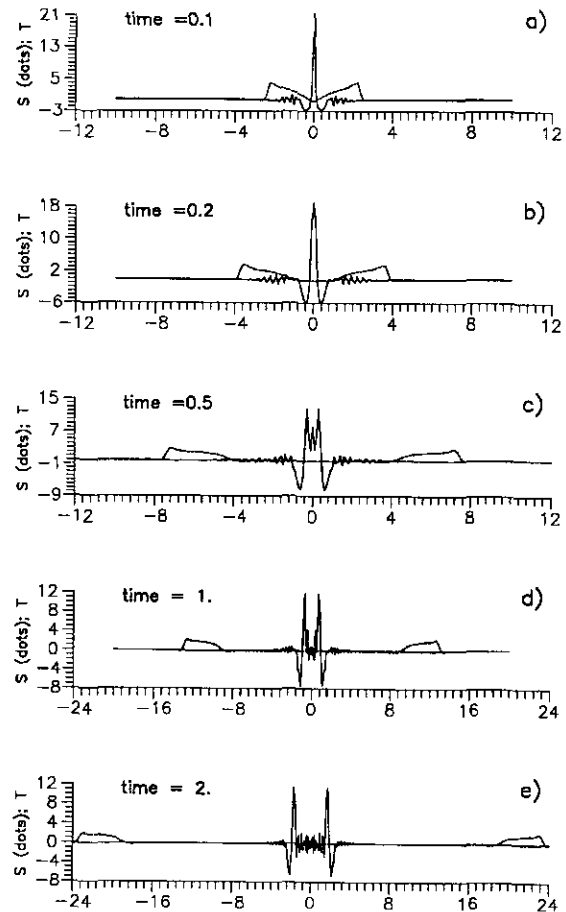 S (dots); T
21
13
5
−3
time =0.1
a)
−12 −8 −4 0 4 8 12
S (dots); T
18
10
2
−6
time =0.2
b)
−12 −8 −4 0 4 8 12
S (dots); T
15
7
−1
−9
time =0.5
c)
−12 −8 −4 0 4 8 12
S (dots); T
12
8
4
0
−4
−8
time = 1.
d)
−24 −16 −8 0 8 16 24
S (dots); T
12
8
4
0
−4
−8
time = 2.
e)
−24 −16 −8 0 8 16 24